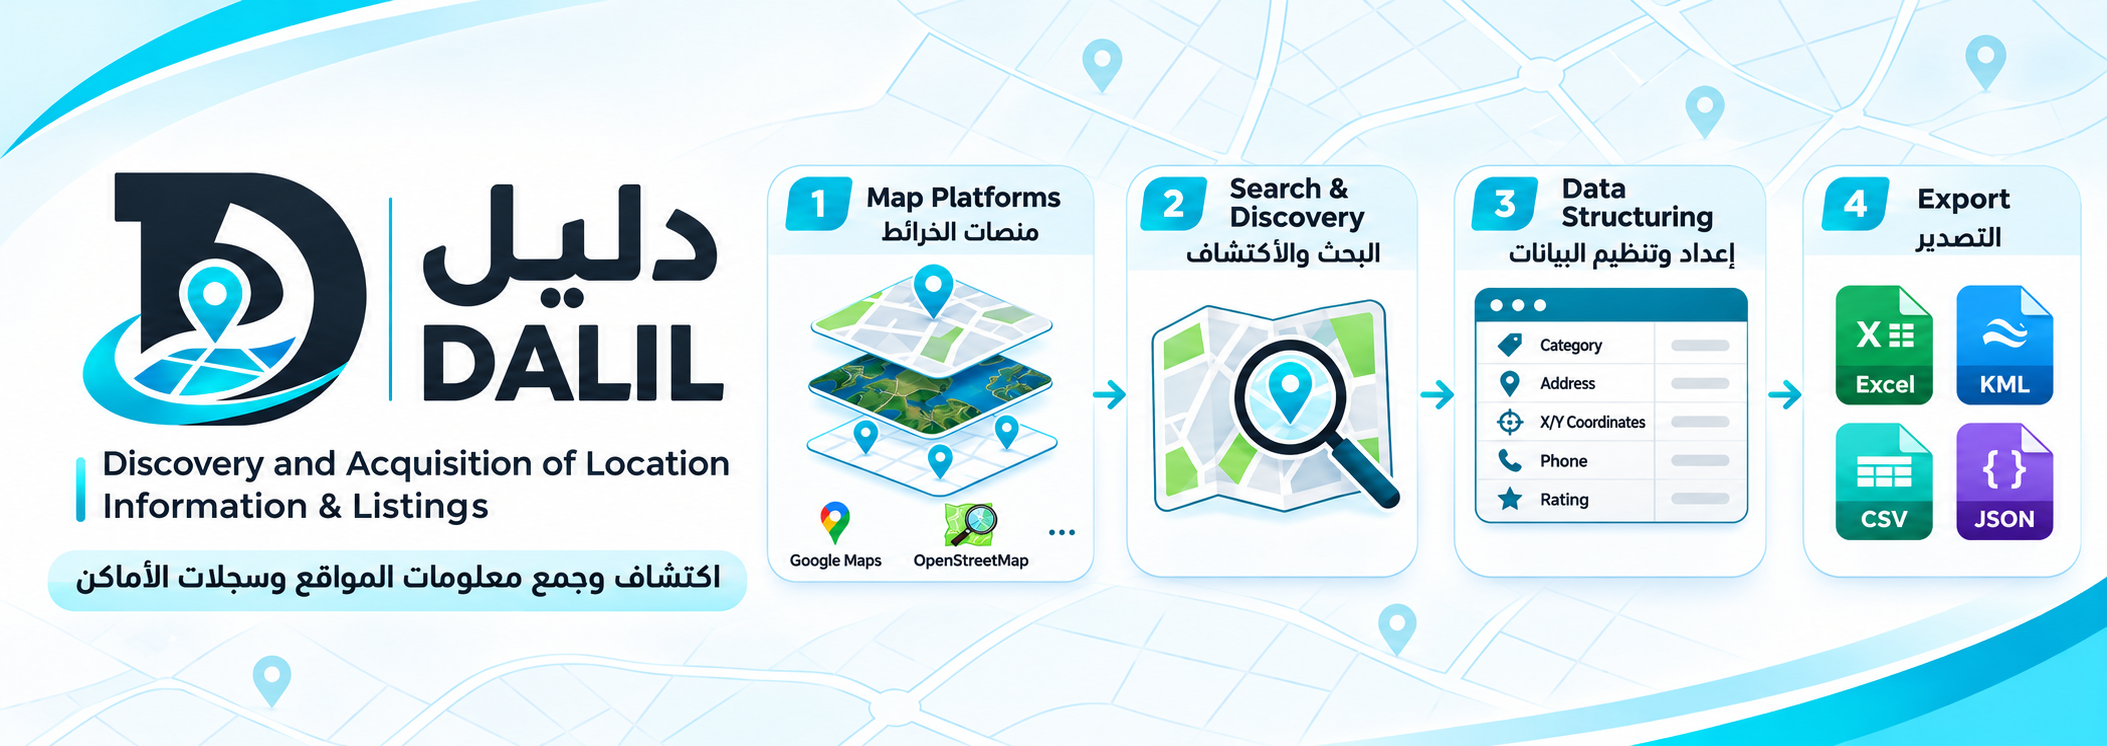 دليل
DALIL
Discovery and Acquisition of Location
Information & Listings
اكتشاف وجمع معلومات المواقع وسجلات الأماكن
1
Map Platforms
منصات الخرائط
Google Maps
OpenStreetMap
...
2
Search &
Discovery
البحث والأكتشاف
3
Data
Structuring
إعداد وتنظيم البيانات
Category
Address
X/Y Coordinates
Phone
Rating
4
Export
التصدير
X
Excel
KML
CSV
{ }
JSON